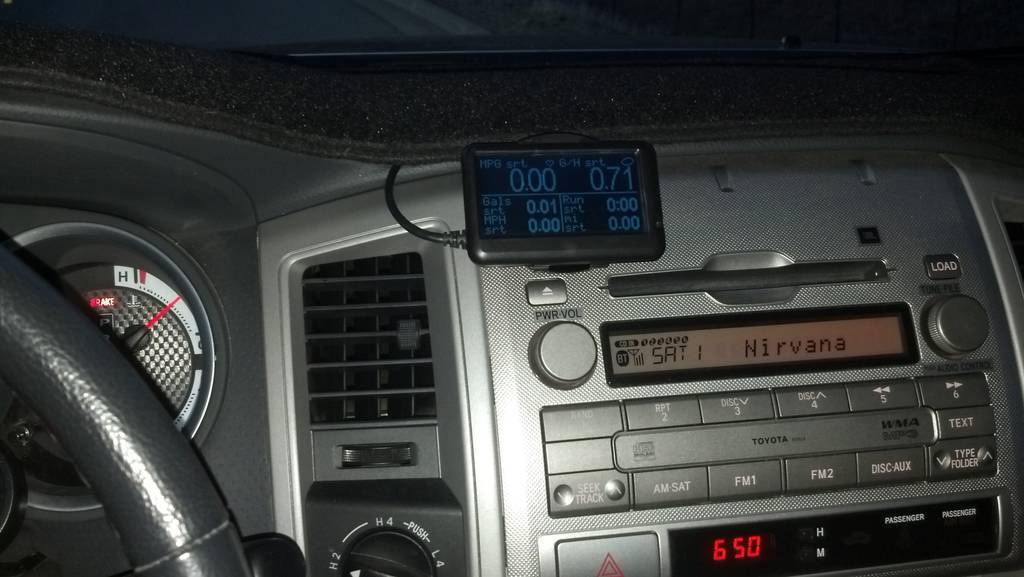 MPG srt G/H srt
0.00 0.71
Gals srt 0.01 Run srt 0:00
MPH srt 0.00 mi srt 0.00
H
BRAKE
LOAD
TUNE·FILE
PWR·VOL
AUDIO CONTROL
BT SAT1 Nirvana
BAND
RPT 2
DISC 3
DISC 4
5
6
TOYOTA
WMA
MP3
TEXT
SEEK TRACK
AM·SAT
FM1
FM2
DISC·AUX
TYPE FOLDER
H2 H4 L4
PUSH
6 50
H
M
PASSENGER
PASSENGER